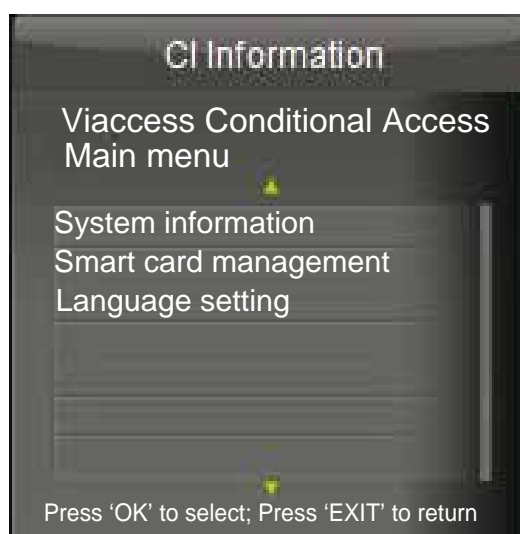 CI Information
Viaccess Conditional Access
Main menu
System information
Smart card management
Language setting
Press ‘OK’ to select; Press ‘EXIT’ to return